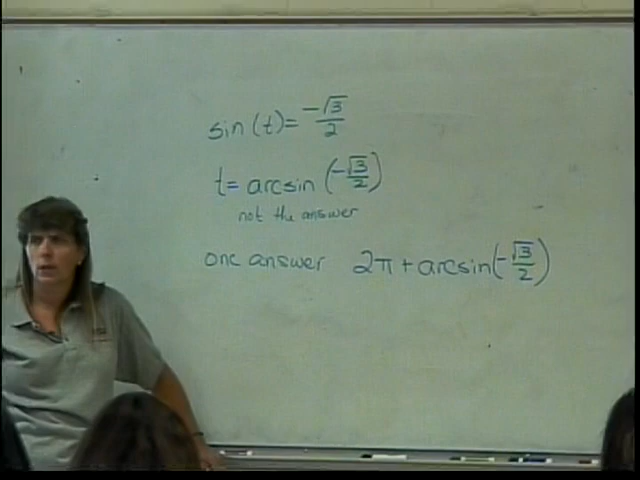 sin (t) = -√3/2
t = arcsin (-√3/2)
not the answer
one answer 2π + arcsin(-√3/2)